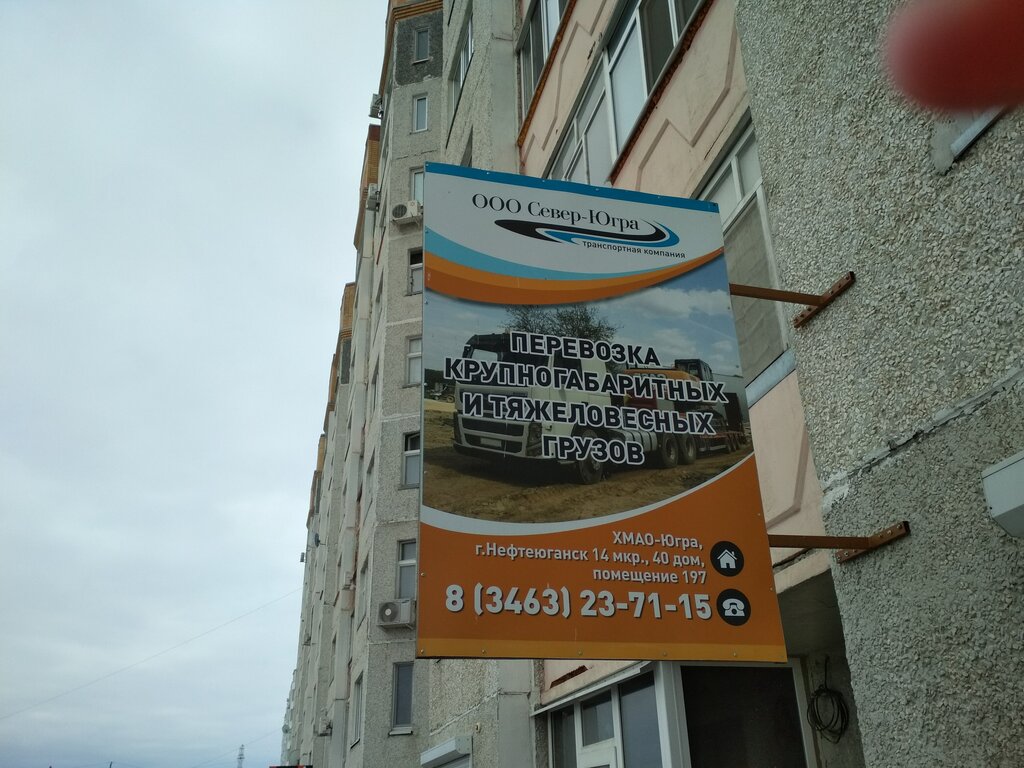 ООО Север-Югра
транспортная компания
ПЕРЕВОЗКА
КРУПНОГАБАРИТНЫХ
И ТЯЖЕЛОВЕСНЫХ
ГРУЗОВ
ХМАО-Югра,
г.Нефтеюганск 14 мкр., 40 дом,
помещение 197
8 (3463) 23-71-15